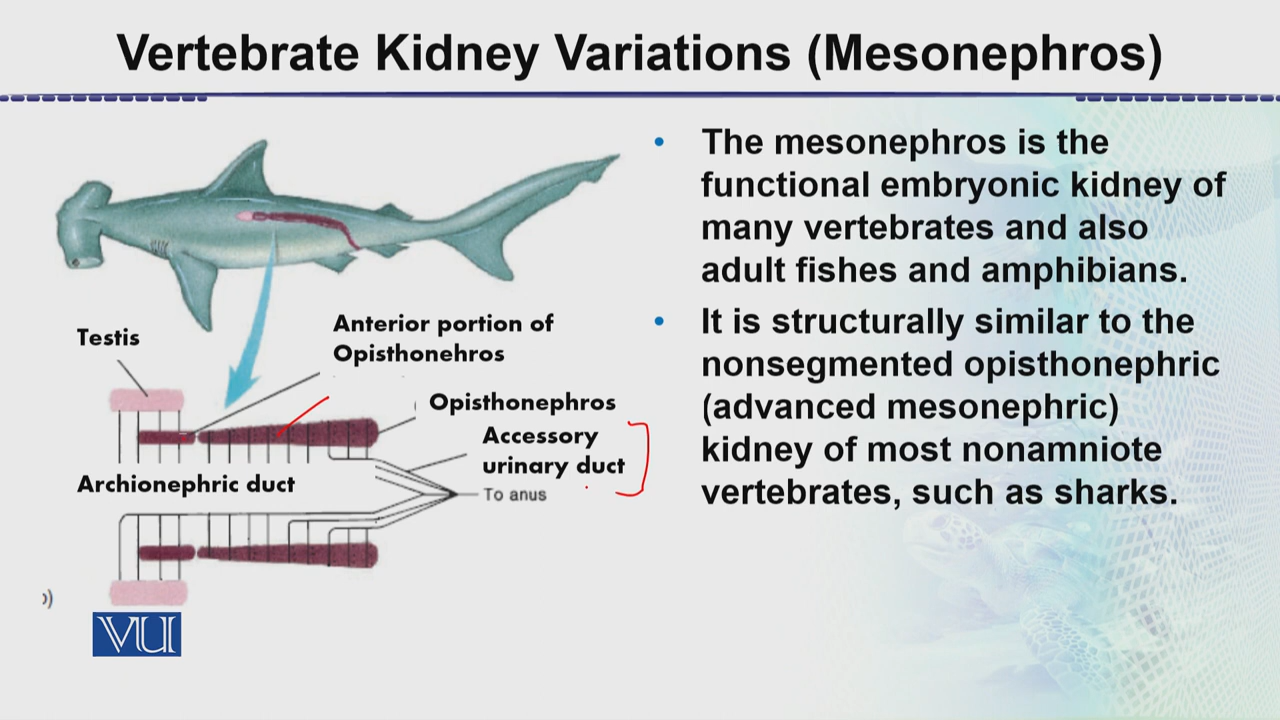 Vertebrate Kidney Variations (Mesonephros)
• The mesonephros is the
functional embryonic kidney of
many vertebrates and also
adult fishes and amphibians.
• It is structurally similar to the
nonsegmented opisthonephric
(advanced mesonephric)
kidney of most nonamniote
vertebrates, such as sharks.
Testis
Anterior portion of
Opisthonehros
Opisthonephros
Accessory
urinary duct
Archionephric duct
To anus
VU